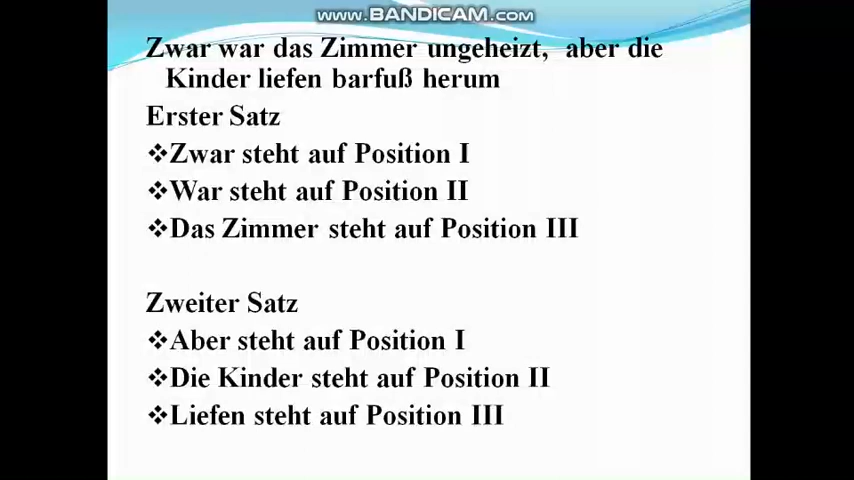 www.BANDICAM.com
Zwar war das Zimmer ungeheizt, aber die
Kinder liefen barfuß herum
Erster Satz
❖Zwar steht auf Position I
❖War steht auf Position II
❖Das Zimmer steht auf Position III
Zweiter Satz
❖Aber steht auf Position I
❖Die Kinder steht auf Position II
❖Liefen steht auf Position III